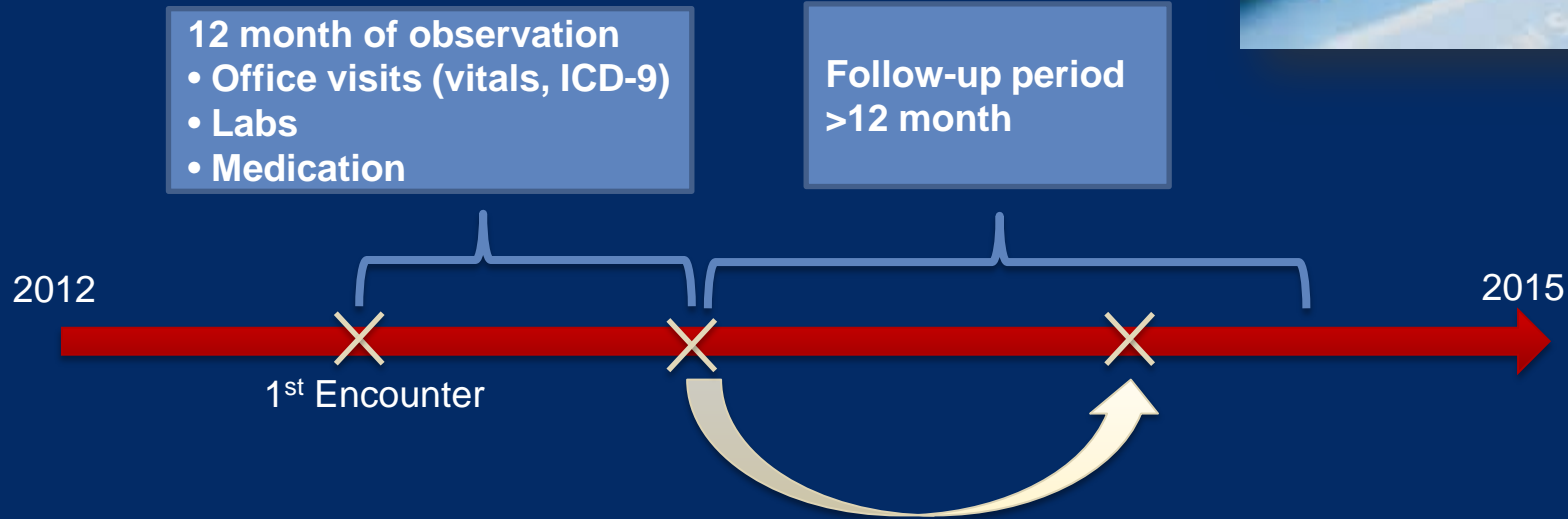 12 month of observation
• Office visits (vitals, ICD-9)
• Labs
• Medication
Follow-up period
>12 month
2012
2015
1st Encounter